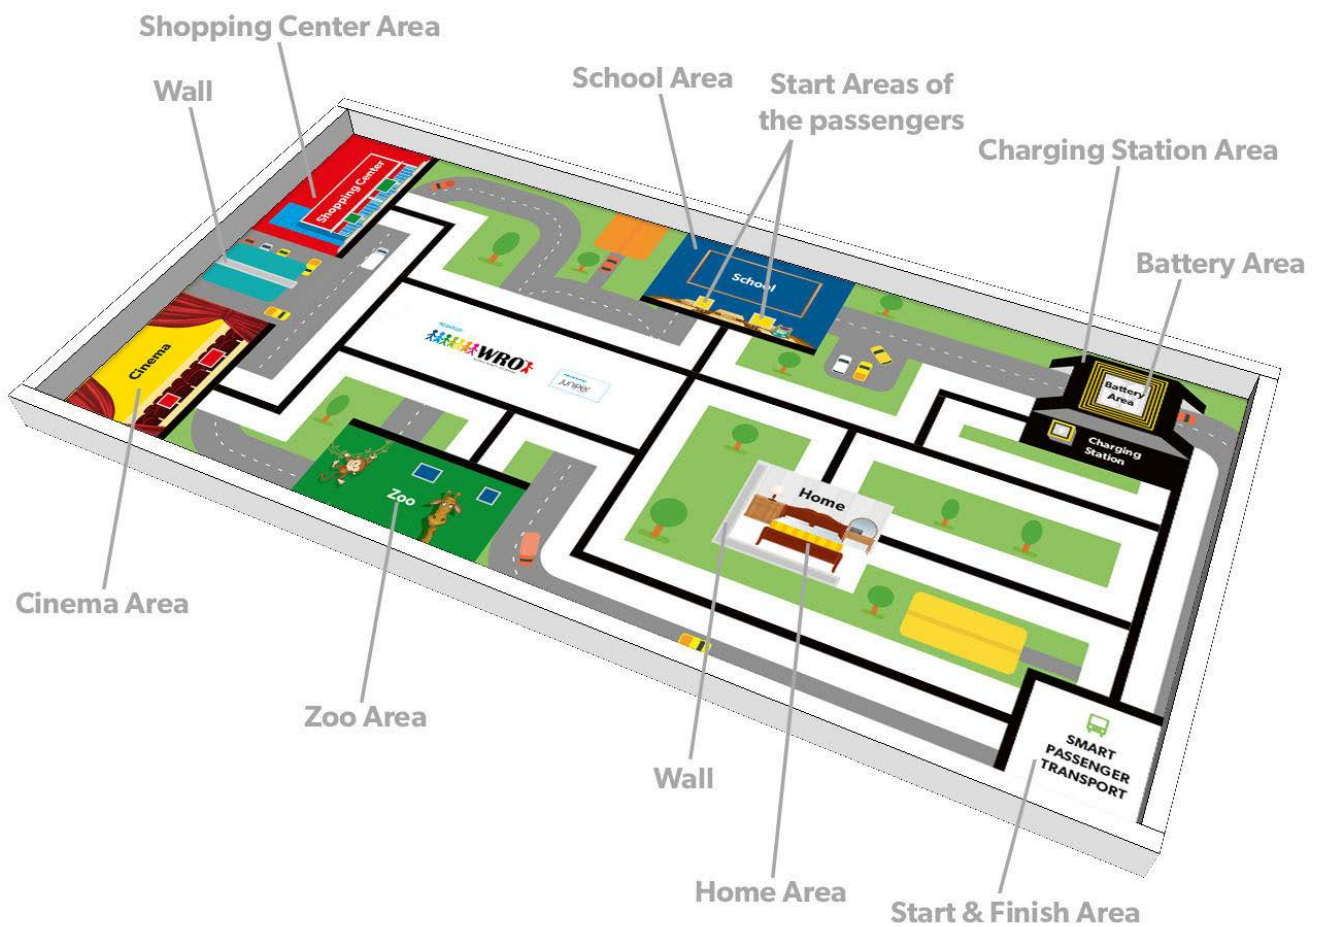 Shopping Center Area
Wall
School Area
Start Areas of
the passengers
Charging Station Area
Battery Area
Shopping Center
School
Battery
Area
Charging
Station
Cinema
WRO
juniper
Zoo
Home
Cinema Area
Zoo Area
SMART
PASSENGER
TRANSPORT
Wall
Home Area
Start & Finish Area